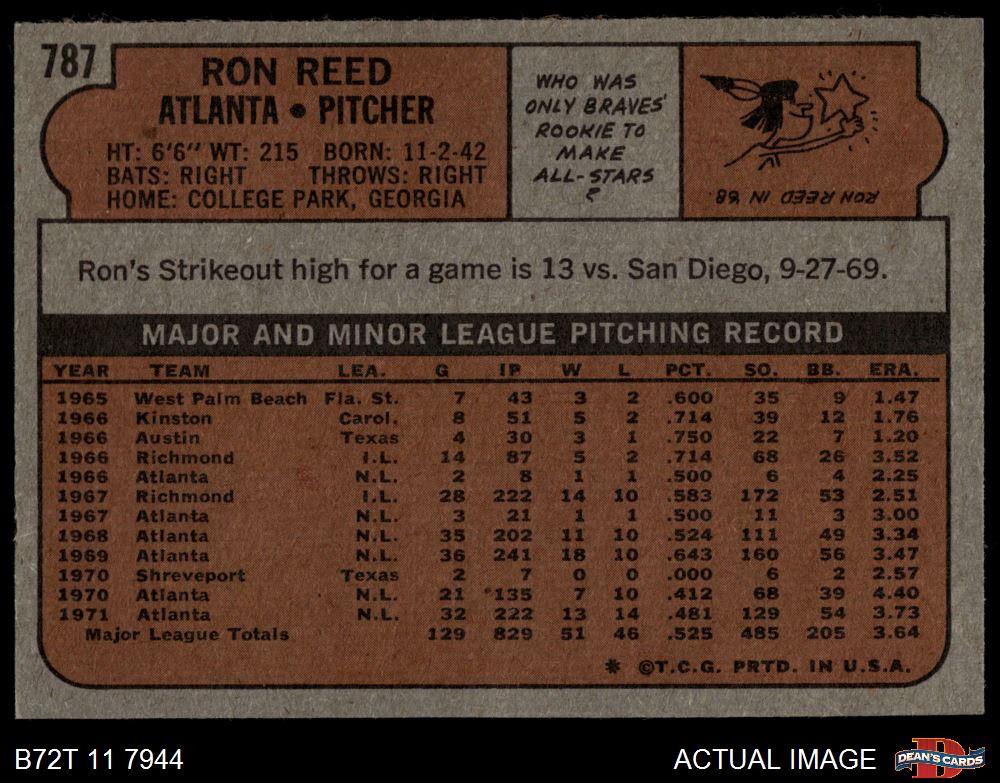 787
RON REED
ATLANTA • PITCHER
HT: 6'6" WT: 215 BORN: 11-2-42
BATS: RIGHT THROWS: RIGHT
HOME: COLLEGE PARK, GEORGIA
WHO WAS
ONLY BRAVES'
ROOKIE TO
MAKE
ALL-STARS
?
RON REED IN '68.
Ron's Strikeout high for a game is 13 vs. San Diego, 9-27-69.
MAJOR AND MINOR LEAGUE PITCHING RECORD
YEAR TEAM LEA. G IP W L PCT. SO. BB. ERA.
1965 West Palm Beach Fla. St. 7 43 3 2 .600 35 9 1.47
1966 Kinston Carol. 8 51 5 2 .714 39 12 1.76
1966 Austin Texas 4 30 3 1 .750 22 7 1.20
1966 Richmond I.L. 14 87 5 2 .714 68 26 3.52
1966 Atlanta N.L. 2 8 1 1 .500 6 4 2.25
1967 Richmond I.L. 28 222 14 10 .583 172 53 2.51
1967 Atlanta N.L. 3 21 1 1 .500 11 3 3.00
1968 Atlanta N.L. 35 202 11 10 .524 111 49 3.34
1969 Atlanta N.L. 36 241 18 10 .643 160 56 3.47
1970 Shreveport Texas 2 7 0 0 .000 6 2 2.57
1970 Atlanta N.L. 21 135 7 10 .412 68 39 4.40
1971 Atlanta N.L. 32 222 13 14 .481 129 54 3.73
Major League Totals 129 829 51 46 .525 485 205 3.64
* ©T.C.G. PRTD. IN U.S.A.
B72T 11 7944 ACTUAL IMAGE
D
DEAN'S CARDS